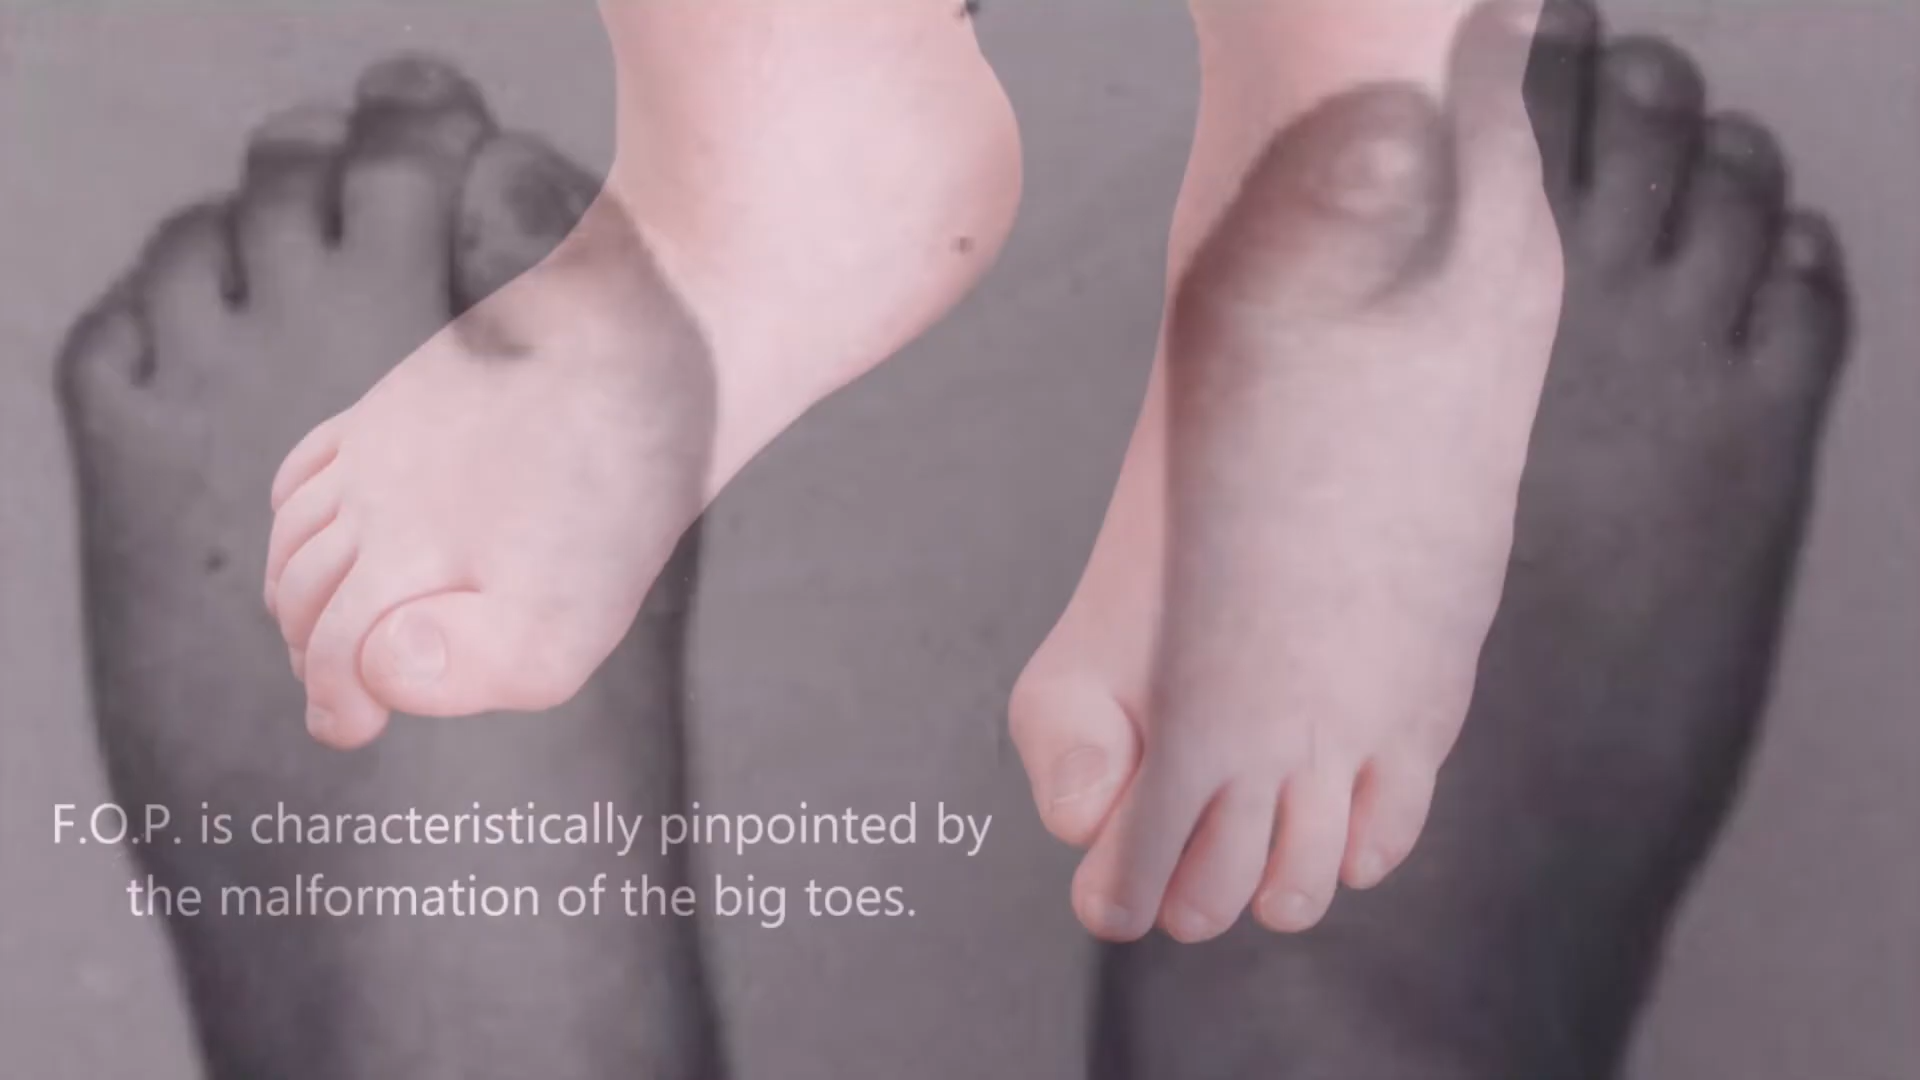 F.O.P. is characteristically pinpointed by
the malformation of the big toes.